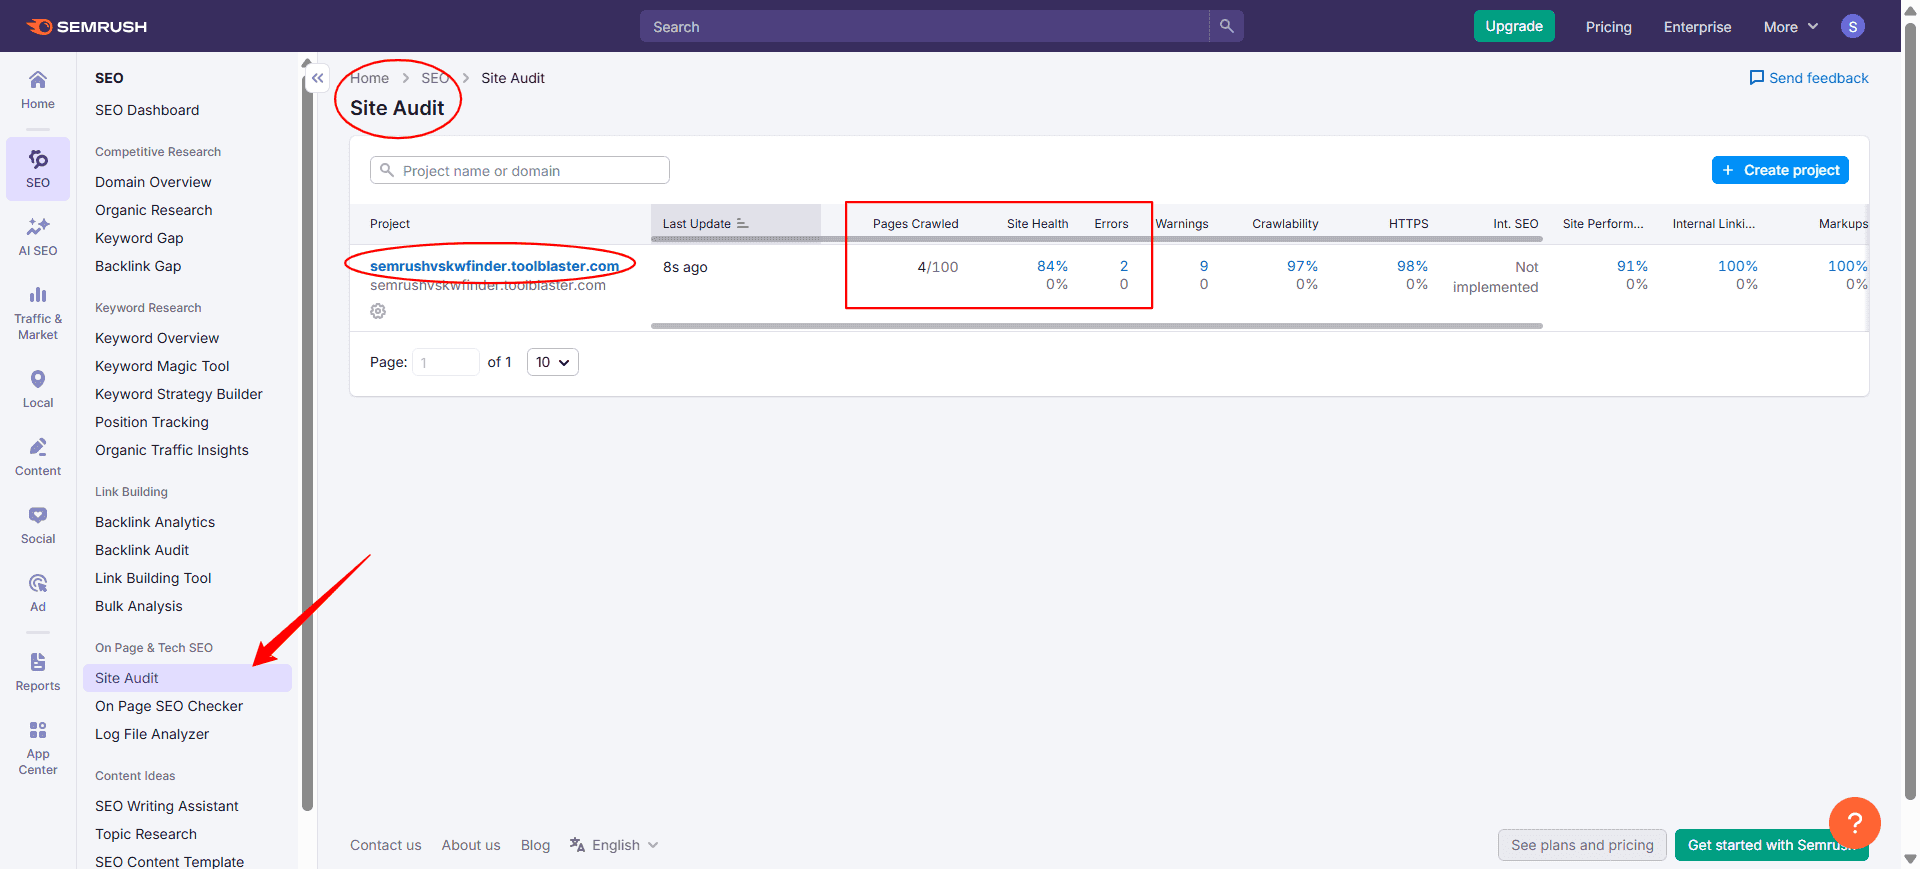 SEMRUSH
Search
Upgrade
Pricing
Enterprise
More
S
Home
SEO
AI SEO
Traffic &
Market
Local
Content
Social
Ad
Reports
App
Center
SEO
SEO Dashboard
Competitive Research
Domain Overview
Organic Research
Keyword Gap
Backlink Gap
Keyword Research
Keyword Overview
Keyword Magic Tool
Keyword Strategy Builder
Position Tracking
Organic Traffic Insights
Link Building
Backlink Analytics
Backlink Audit
Link Building Tool
Bulk Analysis
On Page & Tech SEO
Site Audit
On Page SEO Checker
Log File Analyzer
Content Ideas
SEO Writing Assistant
Topic Research
SEO Content Template
Home > SEO > Site Audit
Send feedback
Site Audit
Project name or domain
+ Create project
Project Last Update Pages Crawled Site Health Errors Warnings Crawlability HTTPS Int. SEO Site Perform... Internal Linki... Markups
semrushvskwfinder.toolblaster.com 8s ago 4/100 84% 2 9 97% 98% Not 91% 100% 100%
semrushvskwfinder.toolblaster.com 0% 0 0 0% 0% implemented 0% 0% 0%
Page: 1 of 1 10
Contact us
About us
Blog
English
See plans and pricing
Get started with Semrush
?